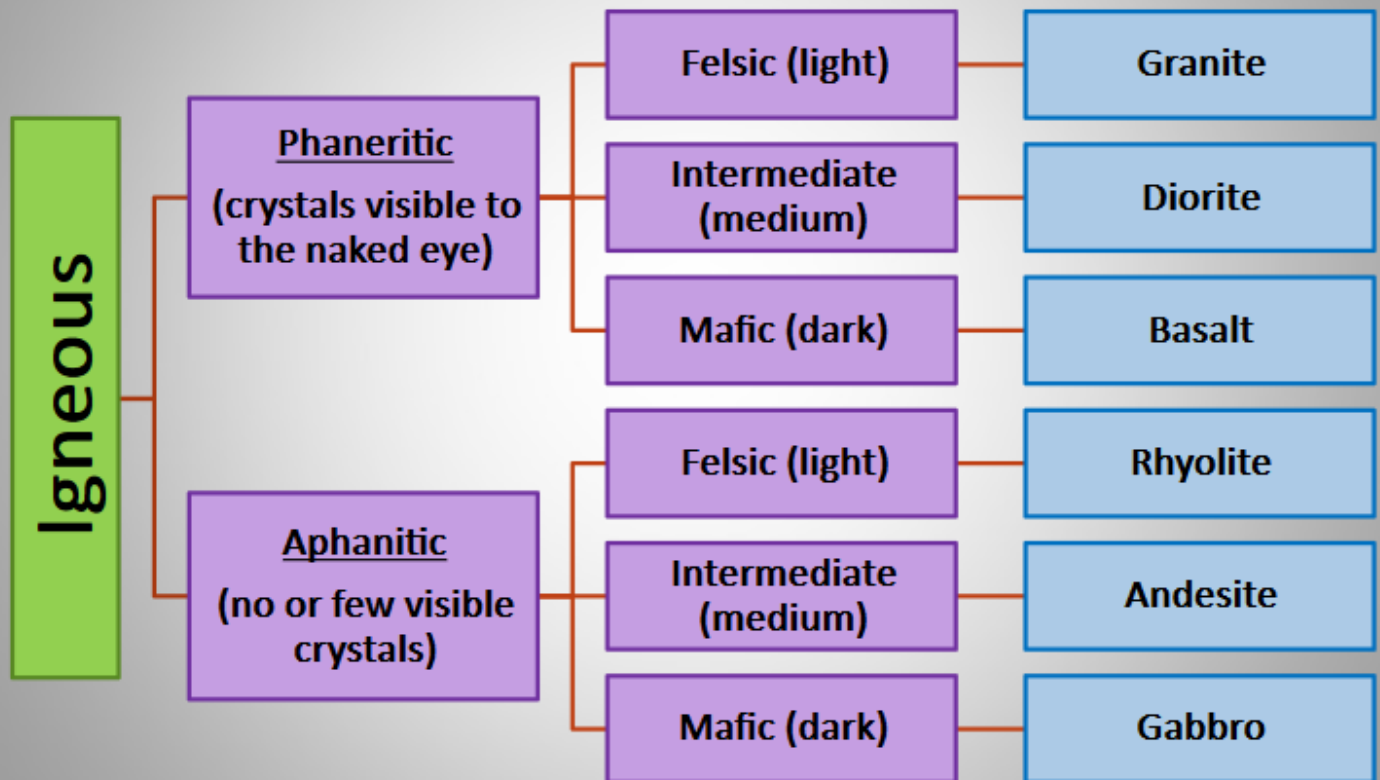 Igneous
Phaneritic
(crystals visible to
the naked eye)
Felsic (light)
Granite
Intermediate
(medium)
Diorite
Mafic (dark)
Basalt
Aphanitic
(no or few visible
crystals)
Felsic (light)
Rhyolite
Intermediate
(medium)
Andesite
Mafic (dark)
Gabbro